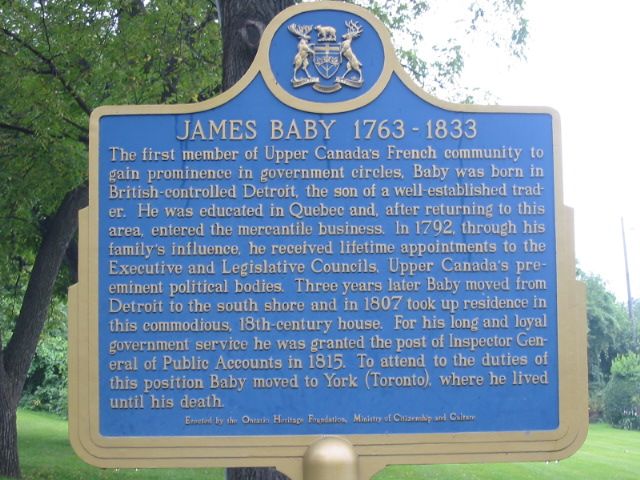 JAMES BABY 1763 - 1833
The first member of Upper Canada's French community to
gain prominence in government circles, Baby was born in
British-controlled Detroit, the son of a well-established trad-
er. He was educated in Quebec and, after returning to this
area, entered the mercantile business. In 1792, through his
family's influence, he received lifetime appointments to the
Executive and Legislative Councils, Upper Canada's pre-
eminent political bodies. Three years later Baby moved from
Detroit to the south shore and in 1807 took up residence in
this commodious, 18th-century house. For his long and loyal
government service he was granted the post of Inspector Gen-
eral of Public Accounts in 1815. To attend to the duties of
this position Baby moved to York (Toronto), where he lived
until his death.
Erected by the Ontario Heritage Foundation, Ministry of Citizenship and Culture